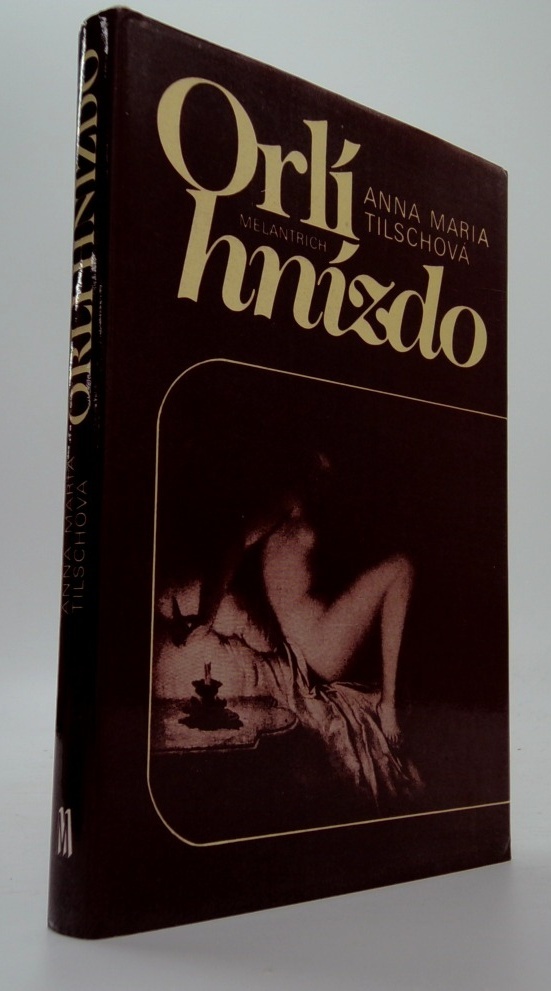 Orlí
ANNA MARIA
TILSCHOVÁ
MELANTRICH
hnízdo
ANNA MARIA
TILSCHOVÁ
ORLÍ HNÍZDO
M